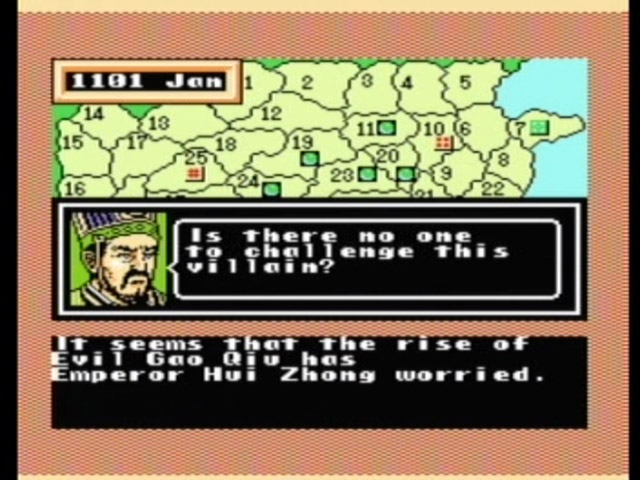 1101 Jan
1 2 3 4 5
14 13 12 11 10 6 7
15 17 18 19 20 8
25 24 23 9
16 21 22
Is there no one
to challenge this
villain?
It seems that the rise of
Evil Gao Qiu has
Emperor Hui Zhong worried.